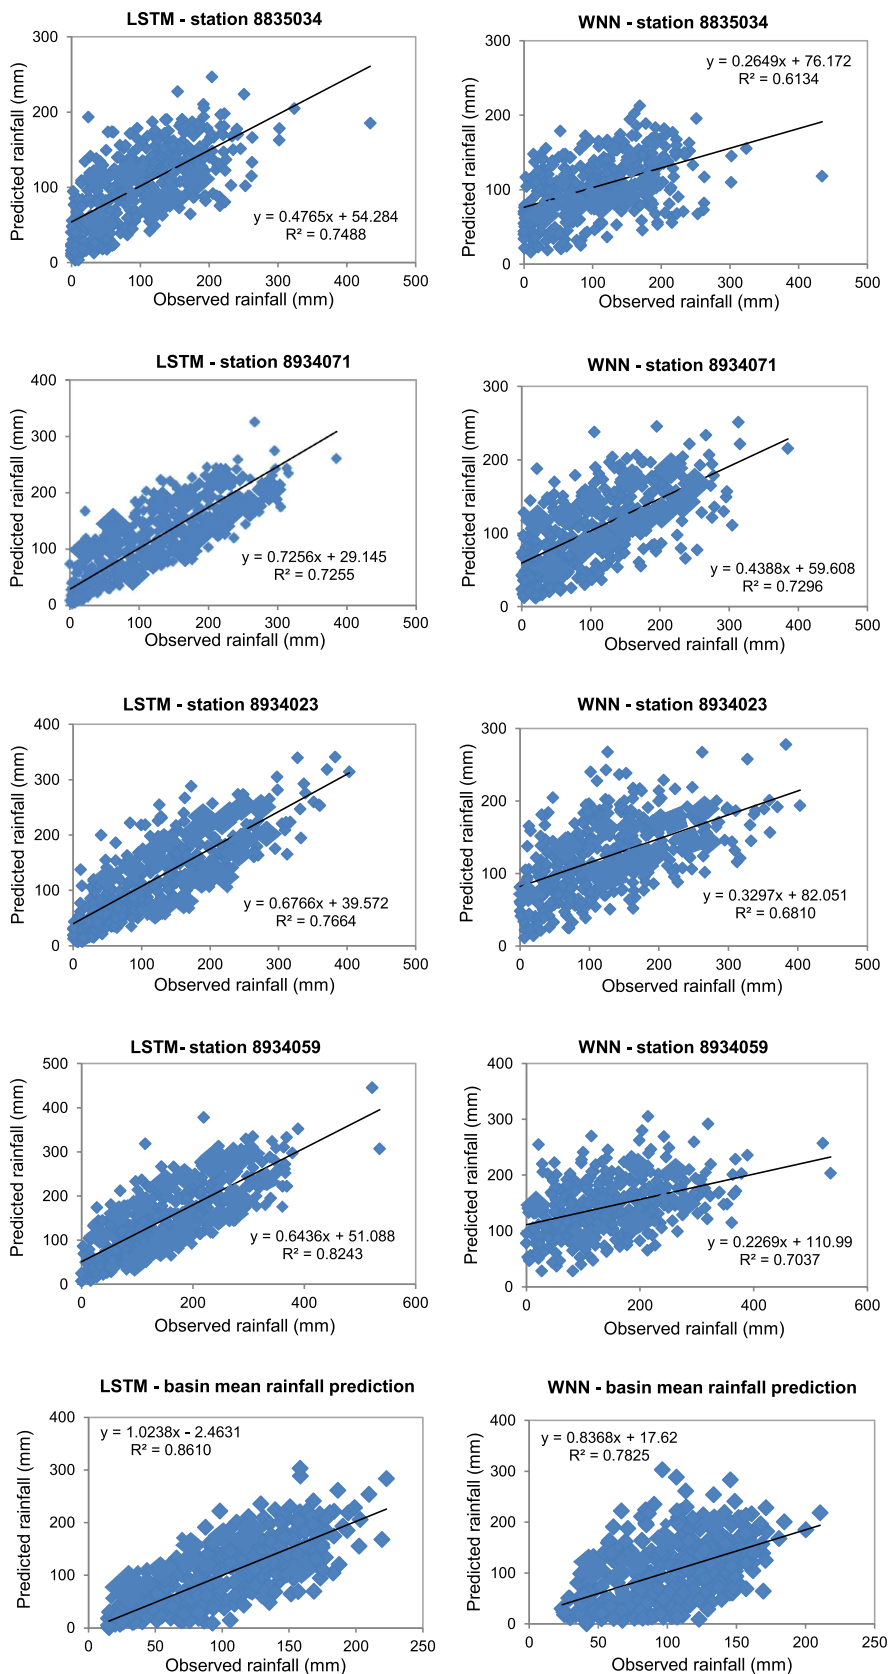 LSTM - station 8835034
Predicted rainfall (mm)
300
200
100
0
y = 0.4765x + 54.284
R² = 0.7488
0 100 200 300 400 500
Observed rainfall (mm)
WNN - station 8835034
Predicted rainfall (mm)
300
200
100
0
y = 0.2649x + 76.172
R² = 0.6134
0 100 200 300 400 500
Observed rainfall (mm)
LSTM - station 8934071
Predicted rainfall (mm)
400
300
200
100
0
y = 0.7256x + 29.145
R² = 0.7255
0 100 200 300 400 500
Observed rainfall (mm)
WNN - station 8934071
Predicted rainfall (mm)
300
200
100
0
y = 0.4388x + 59.608
R² = 0.7296
0 100 200 300 400 500
Observed rainfall (mm)
LSTM - station 8934023
Predicted rainfall (mm)
400
300
200
100
0
y = 0.6766x + 39.572
R² = 0.7664
0 100 200 300 400 500
Observed rainfall (mm)
WNN - station 8934023
Predicted rainfall (mm)
300
200
100
0
y = 0.3297x + 82.051
R² = 0.6810
0 100 200 300 400 500
Observed rainfall (mm)
LSTM- station 8934059
Predicted rainfall (mm)
500
400
300
200
100
0
y = 0.6436x + 51.088
R² = 0.8243
0 200 400 600
Observed rainfall (mm)
WNN - station 8934059
Predicted rainfall (mm)
400
300
200
100
0
y = 0.2269x + 110.99
R² = 0.7037
0 200 400 600
Observed rainfall (mm)
LSTM - basin mean rainfall prediction
Predicted rainfall (mm)
400
300
200
100
0
y = 1.0238x - 2.4631
R² = 0.8610
0 50 100 150 200 250
Observed rainfall (mm)
WNN - basin mean rainfall prediction
Predicted rainfall (mm)
400
300
200
100
0
y = 0.8368x + 17.62
R² = 0.7825
0 50 100 150 200 250
Observed rainfall (mm)